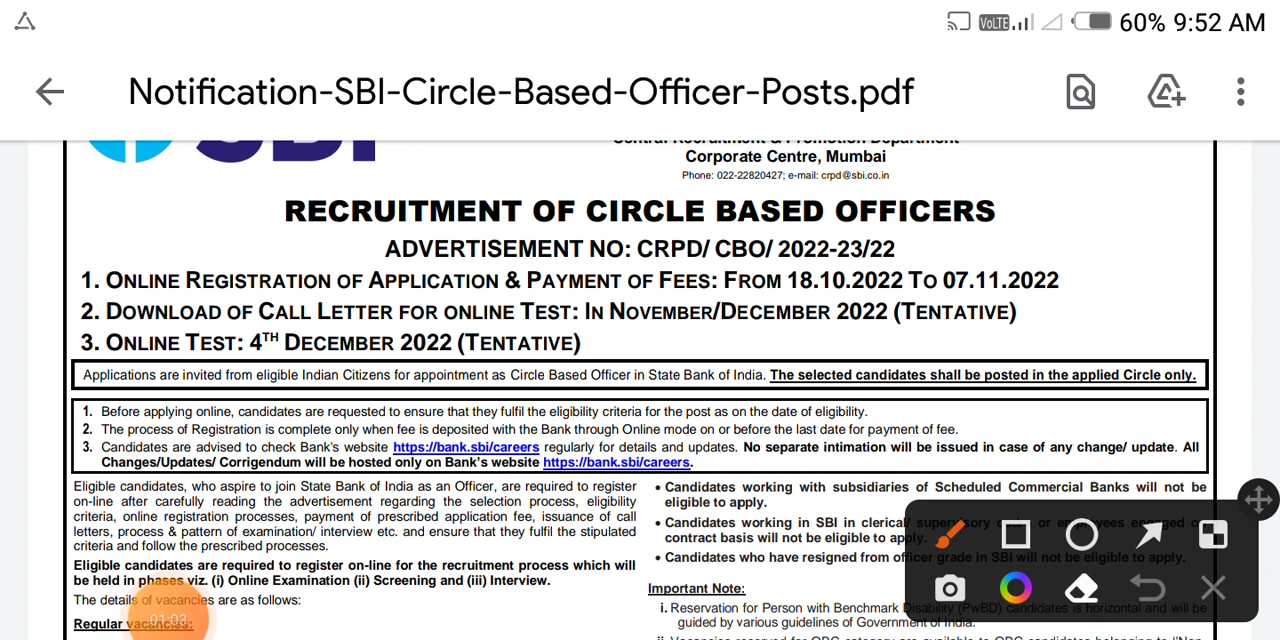 VoLTE 60% 9:52 AM
Notification-SBI-Circle-Based-Officer-Posts.pdf
SBI
Central Recruitment & Promotion Department
Corporate Centre, Mumbai
Phone: 022-22820427; e-mail: crpd@sbi.co.in
RECRUITMENT OF CIRCLE BASED OFFICERS
ADVERTISEMENT NO: CRPD/ CBO/ 2022-23/22
1. ONLINE REGISTRATION OF APPLICATION & PAYMENT OF FEES: FROM 18.10.2022 TO 07.11.2022
2. DOWNLOAD OF CALL LETTER FOR ONLINE TEST: IN NOVEMBER/DECEMBER 2022 (TENTATIVE)
3. ONLINE TEST: 4TH DECEMBER 2022 (TENTATIVE)
Applications are invited from eligible Indian Citizens for appointment as Circle Based Officer in State Bank of India. The selected candidates shall be posted in the applied Circle only.
1. Before applying online, candidates are requested to ensure that they fulfil the eligibility criteria for the post as on the date of eligibility.
2. The process of Registration is complete only when fee is deposited with the Bank through Online mode on or before the last date for payment of fee.
3. Candidates are advised to check Bank's website https://bank.sbi/careers regularly for details and updates. No separate intimation will be issued in case of any change/ update. All
Changes/Updates/ Corrigendum will be hosted only on Bank's website https://bank.sbi/careers.
Eligible candidates, who aspire to join State Bank of India as an Officer, are required to register
on-line after carefully reading the advertisement regarding the selection process, eligibility
criteria, online registration processes, payment of prescribed application fee, issuance of call
letters, process & pattern of examination/ interview etc. and ensure that they fulfil the stipulated
criteria and follow the prescribed processes.
Eligible candidates are required to register on-line for the recruitment process which will
be held in phases viz. (i) Online Examination (ii) Screening and (iii) Interview.
The details of vacancies are as follows:
Regular vacancies:
01:03
• Candidates working with subsidiaries of Scheduled Commercial Banks will not be
eligible to apply.
• Candidates working in SBI in clerical/ supervisory or employees engaged on
contract basis will not be eligible to apply.
• Candidates who have resigned from officer grade in SBI will not be eligible to apply.
Important Note:
i. Reservation for Person with Benchmark Disability (PwBD) candidates is horizontal and will be
guided by various guidelines of Government of India.